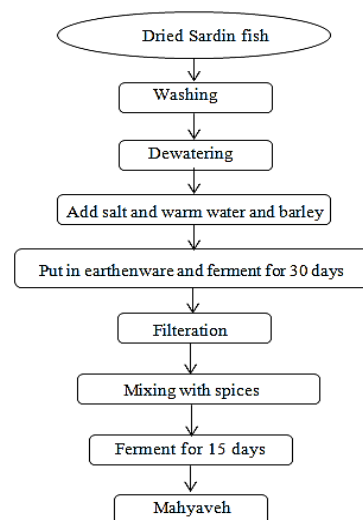 Dried Sardin fish
Washing
Dewatering
Add salt and warm water and barley
Put in earthenware and ferment for 30 days
Filteration
Mixing with spices
Ferment for 15 days
Mahyaveh